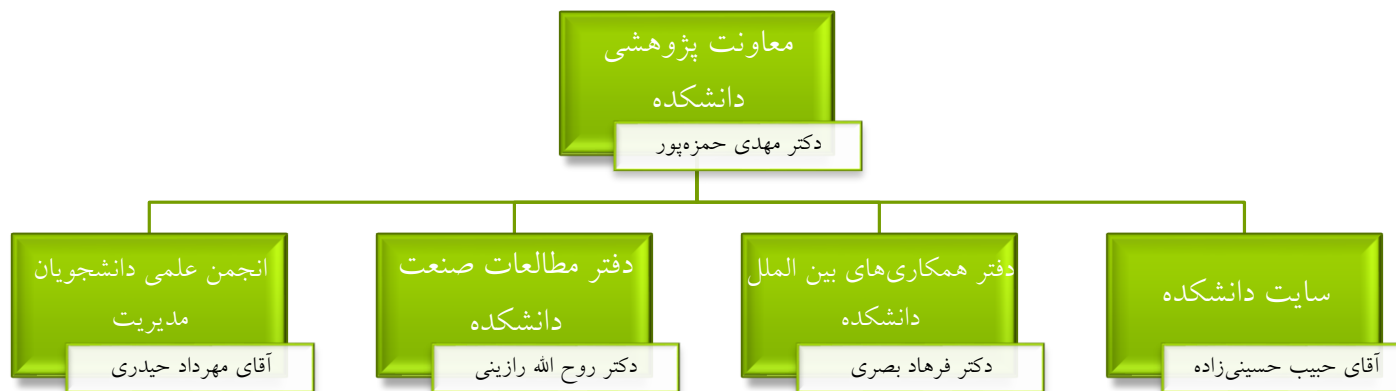 معاونت پژوهشی
دانشکده
دکتر مهدی حمزه‌پور
سایت دانشکده
آقای حبیب حسینی‌زاده
دفتر همکاری‌های بین الملل
دانشکده
دکتر فرهاد بصری
دفتر مطالعات صنعت
دانشکده
دکتر روح الله رازینی
انجمن علمی دانشجویان
مدیریت
آقای مهرداد حیدری